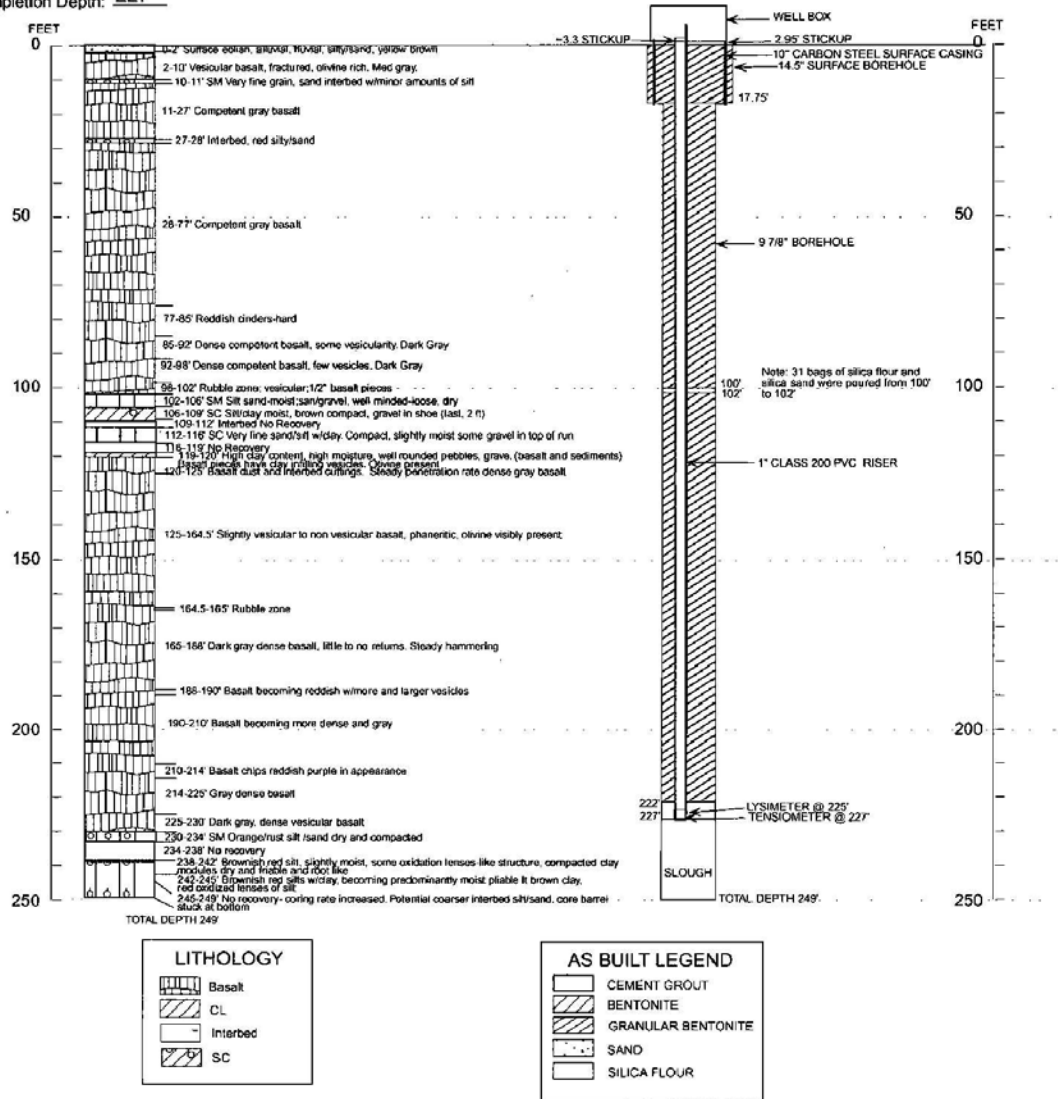 pletion Depth: 227'
FEET
0
50
100
150
200
250
0-2' Surface eolian, alluvial, fluvial, silty/sand, yellow brown
2-10' Vesicular basalt, fractured, olivine rich, Med gray.
10-11' SM Very fine grain, sand interbed w/minor amounts of silt
11-27' Competent gray basalt
27-28' Interbed, red silty/sand
28-77' Competent gray basalt
77-85' Reddish cinders-hard
85-92' Dense competent basalt, some vesicularity. Dark Gray
92-98' Dense competent basalt, few vesicles. Dark Gray
98-102' Rubble zone; vesicular;1/2" basalt pieces
102-106' SM Silt sand-moist;san/gravel, well minded-loose, dry
106-109' SC Silt/clay moist, brown compact, gravel in shoe (last, 2 ft)
109-112' Interbed No Recovery
112-116' SC Very fine sand/silt w/clay. Compact, slightly moist some gravel in top of run
116-119' No Recovery
119-120' High clay content, high moisture, well rounded pebbles, grave. (basalt and sediments)
Basalt pieces have clay infilling vesicles. Olivine present
120-125' Basalt dust and interbed cuttings. Steady penetration rate dense gray basalt.
125-164.5' Slightly vesicular to non vesicular basalt, phaneritic, olivine visibly present
164.5-165' Rubble zone
165-188' Dark gray dense basalt, little to no returns. Steady hammering
188-190' Basalt becoming reddish w/more and larger vesicles
190-210' Basalt becoming more dense and gray
210-214' Basalt chips reddish purple in appearance
214-225' Gray dense basalt
225-230' Dark gray, dense vesicular basalt
230-234' SM Orange/rust silt /sand dry and compacted
234-238' No recovery
238-242' Brownish red silt, slightly moist, some oxidation lenses-like structure, compacted clay
modules dry and friable and root like
242-245' Brownish red silts w/clay, becoming predominantly moist pliable lt brown clay,
red oxidized lenses of silt
245-249' No recovery- coring rate increased. Potential coarser interbed silt/sand, core barrel
stuck at bottom
TOTAL DEPTH 249'
WELL BOX
~3.3 STICKUP
2.95' STICKUP
10" CARBON STEEL SURFACE CASING
14.5" SURFACE BOREHOLE
17.75'
9 7/8" BOREHOLE
100'
102'
Note: 31 bags of silica flour and
silica sand were poured from 100'
to 102'
1" CLASS 200 PVC RISER
222'
227'
LYSIMETER @ 225'
TENSIOMETER @ 227'
SLOUGH
TOTAL DEPTH 249'
FEET
0
50
100
150
200
250
LITHOLOGY
Basalt
CL
Interbed
SC
AS BUILT LEGEND
CEMENT GROUT
BENTONITE
GRANULAR BENTONITE
SAND
SILICA FLOUR